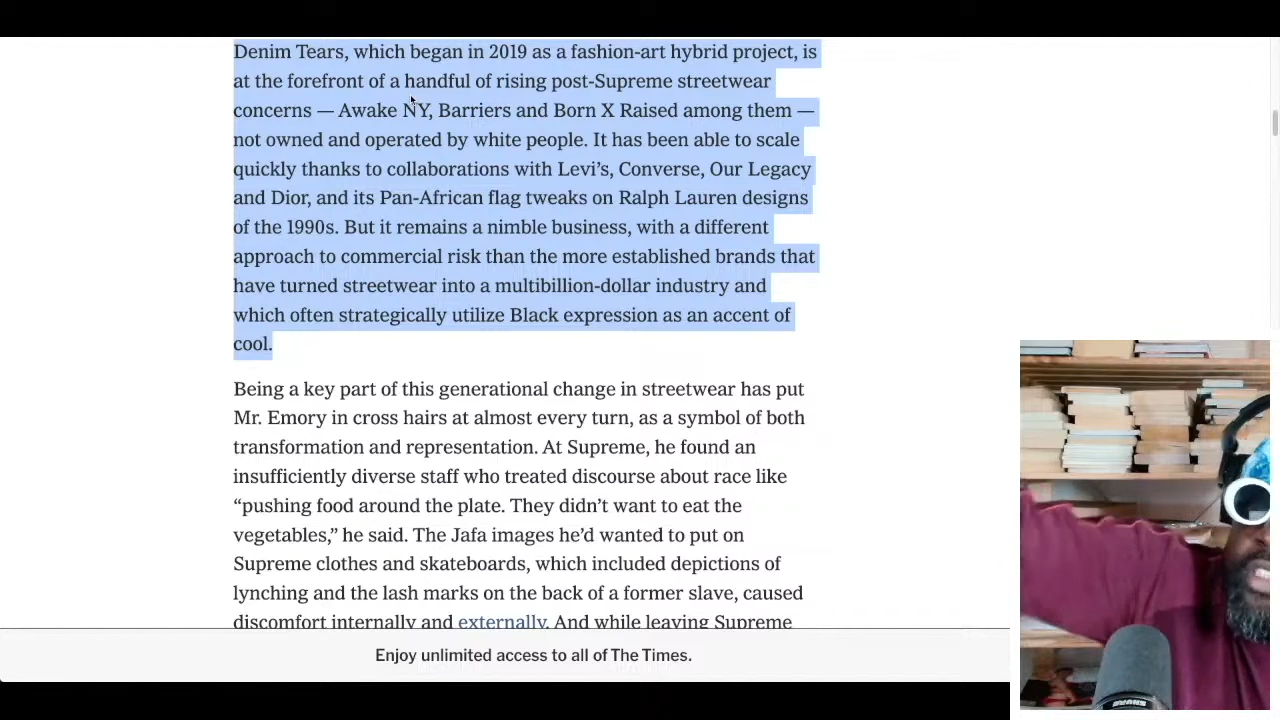 Denim Tears, which began in 2019 as a fashion-art hybrid project, is
at the forefront of a handful of rising post-Supreme streetwear
concerns — Awake NY, Barriers and Born X Raised among them —
not owned and operated by white people. It has been able to scale
quickly thanks to collaborations with Levi’s, Converse, Our Legacy
and Dior, and its Pan-African flag tweaks on Ralph Lauren designs
of the 1990s. But it remains a nimble business, with a different
approach to commercial risk than the more established brands that
have turned streetwear into a multibillion-dollar industry and
which often strategically utilize Black expression as an accent of
cool.
Being a key part of this generational change in streetwear has put
Mr. Emory in cross hairs at almost every turn, as a symbol of both
transformation and representation. At Supreme, he found an
insufficiently diverse staff who treated discourse about race like
“pushing food around the plate. They didn’t want to eat the
vegetables,” he said. The Jafa images he’d wanted to put on
Supreme clothes and skateboards, which included depictions of
lynching and the lash marks on the back of a former slave, caused
discomfort internally and externally. And while leaving Supreme
Enjoy unlimited access to all of The Times.
SHURE